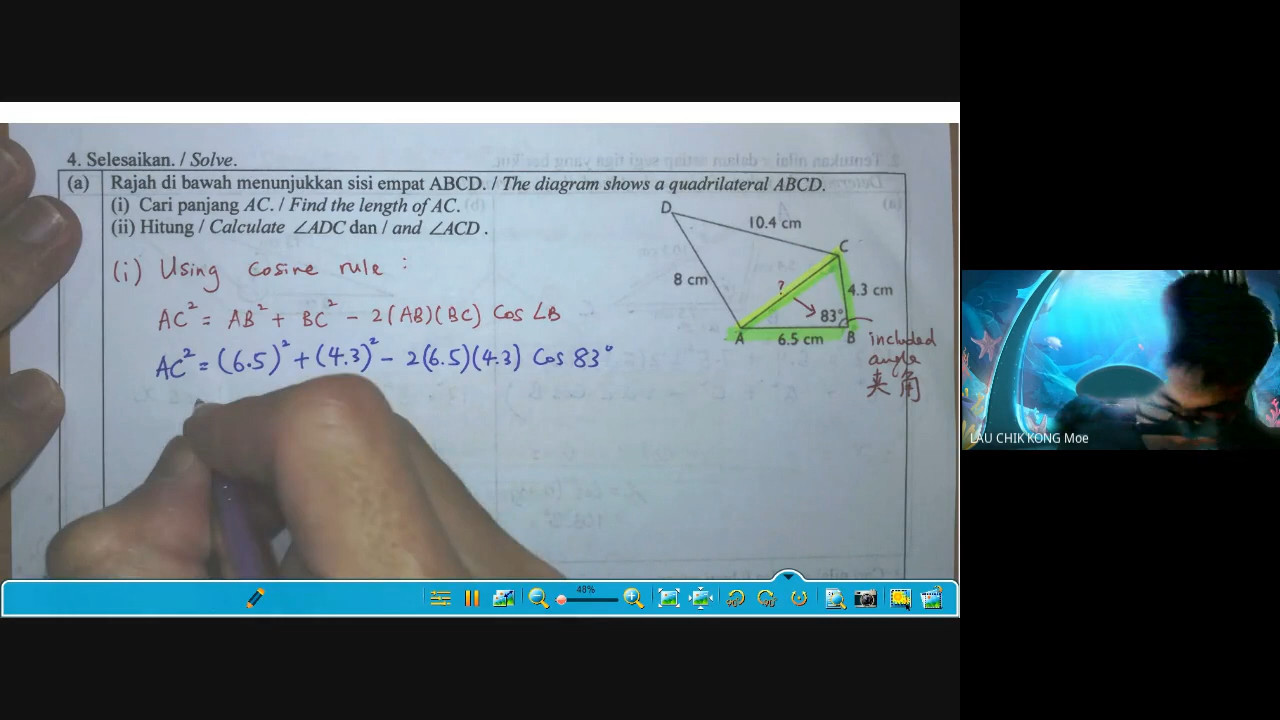 4. Selesaikan. / Solve.
(a) Rajah di bawah menunjukkan sisi empat ABCD. / The diagram shows a quadrilateral ABCD.
(i) Cari panjang AC. / Find the length of AC.
(ii) Hitung / Calculate ∠ADC dan / and ∠ACD .
D
10.4 cm
C
8 cm
?
4.3 cm
83°
A
6.5 cm
B
included
angle
夹角
(i) Using cosine rule :
AC² = AB² + BC² - 2(AB)(BC) Cos ∠B
AC² = (6.5)² + (4.3)² - 2(6.5)(4.3) Cos 83°
48%
LAU CHIK KONG Moe